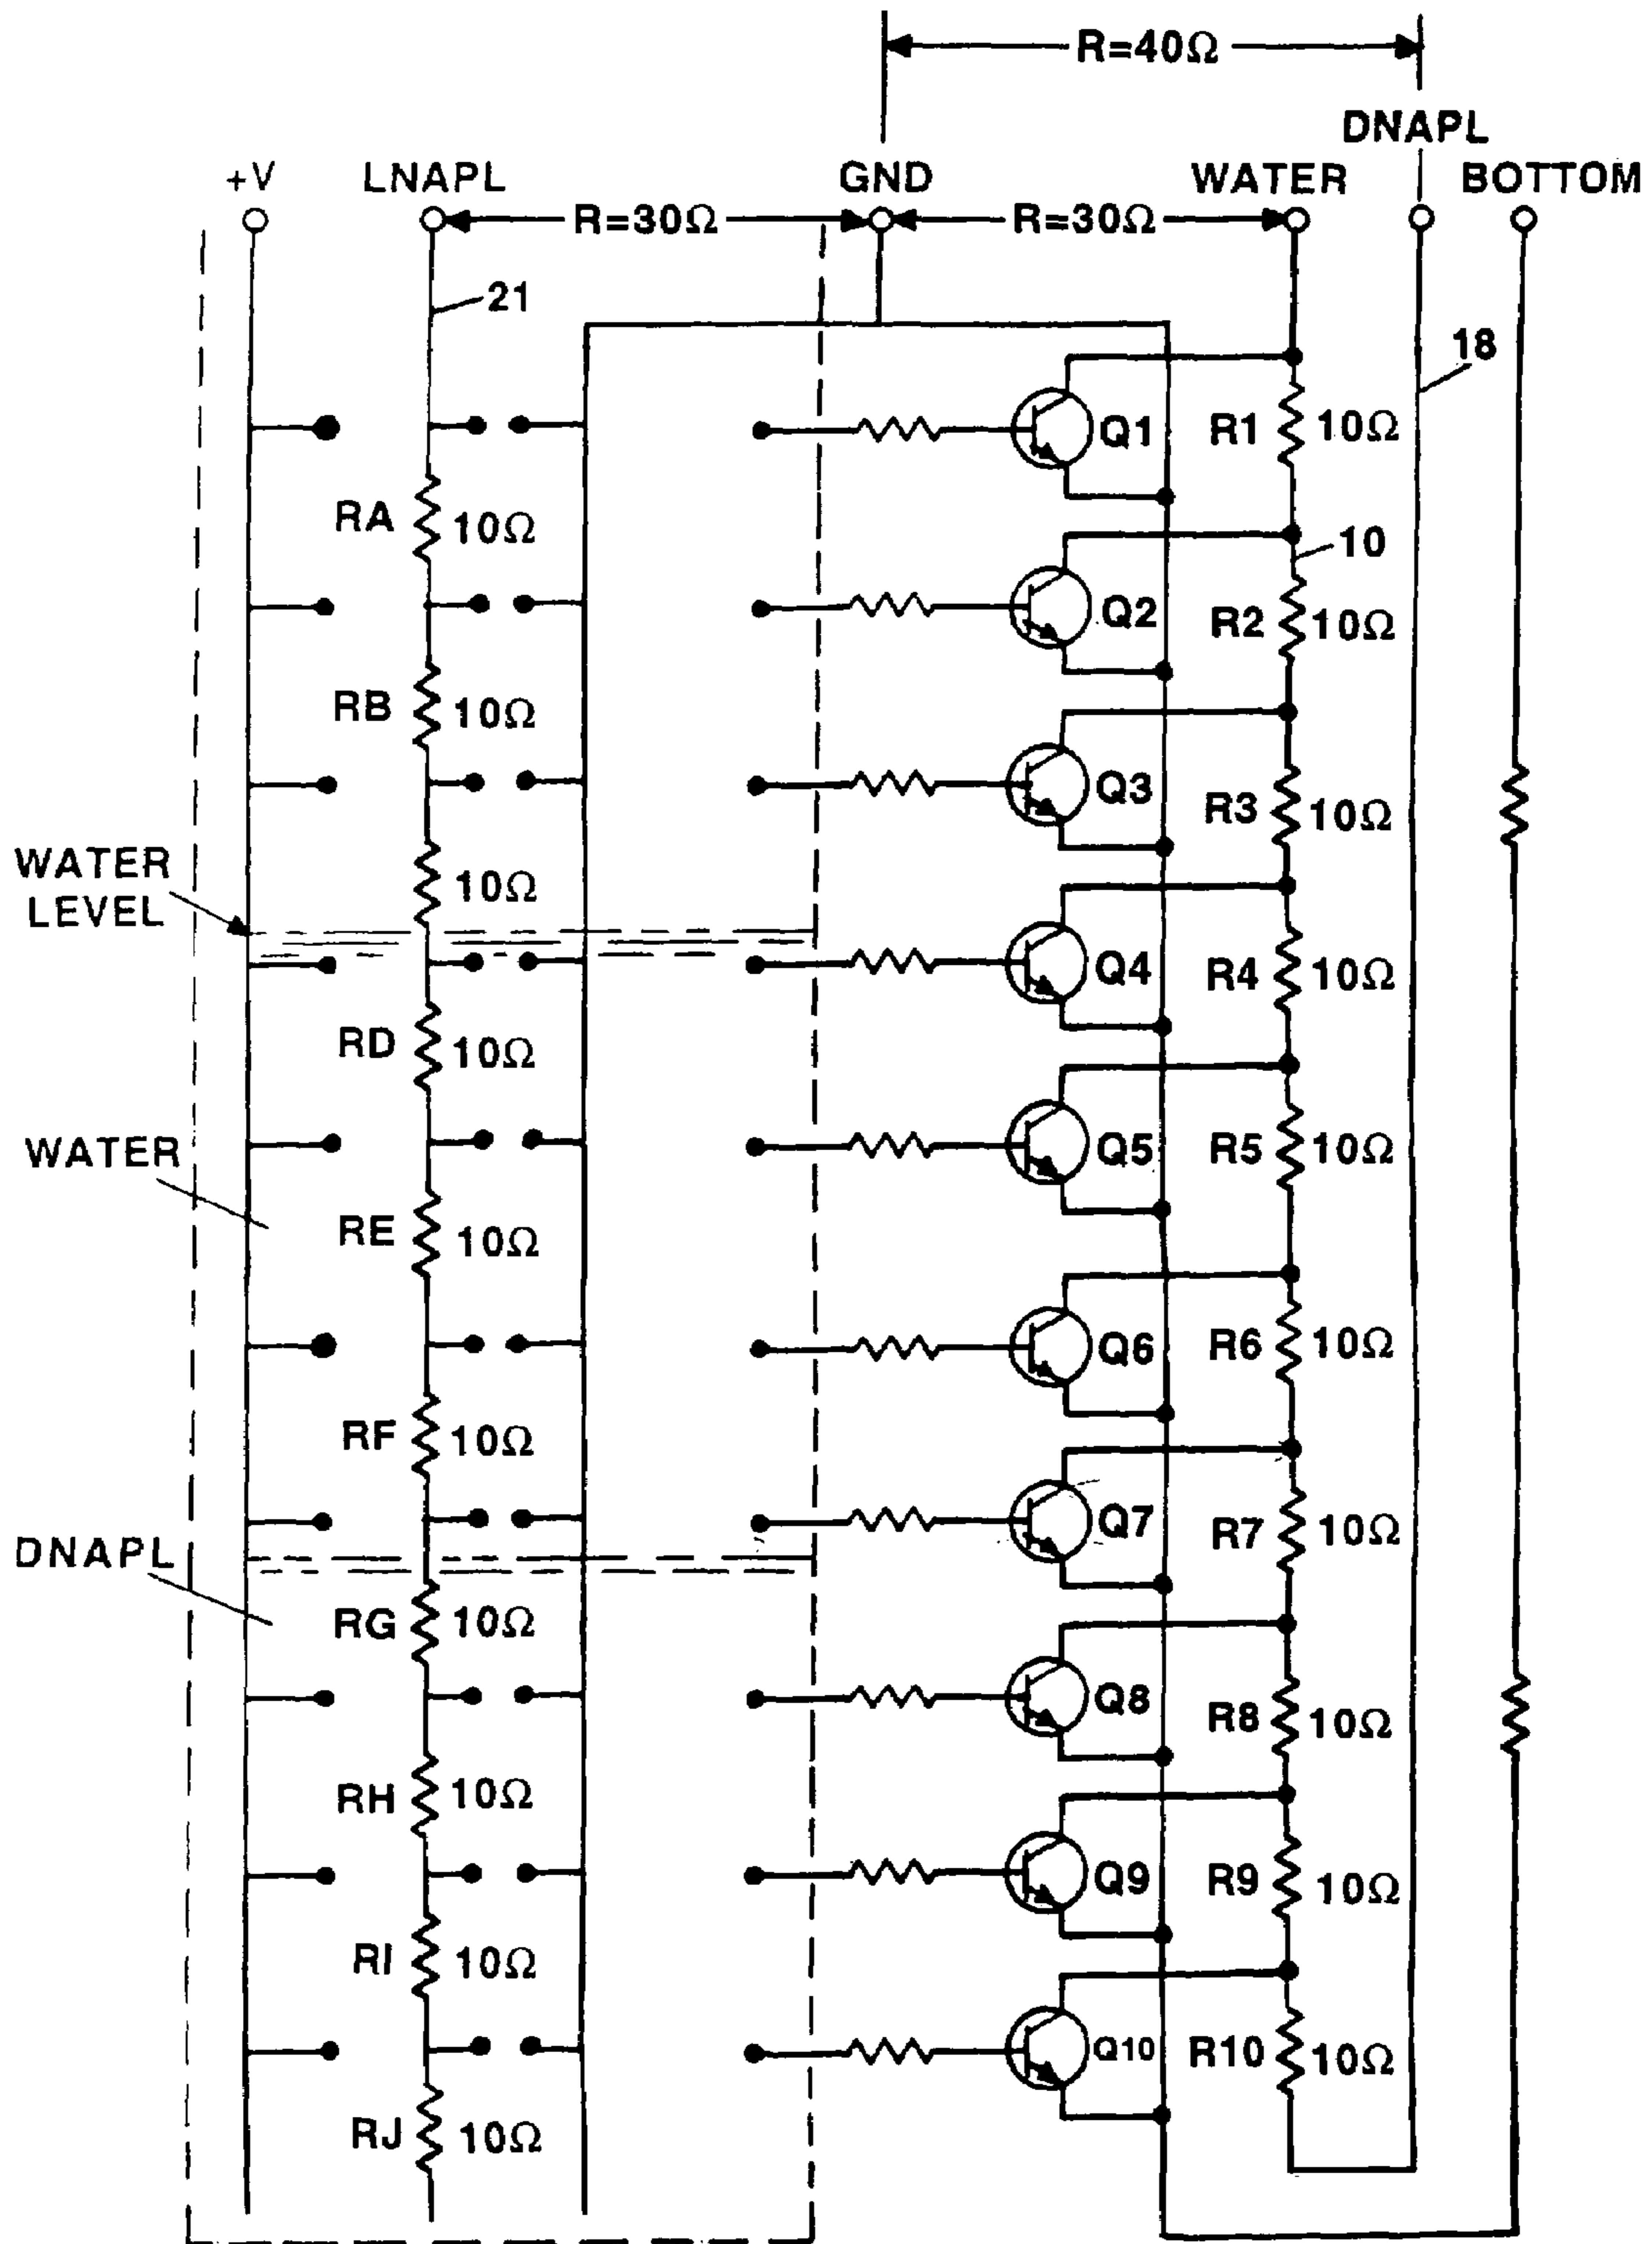 R=40Ω
DNAPL
+V LNAPL GND WATER BOTTOM
R=30Ω R=30Ω
21
18
Q1 R1 10Ω
RA 10Ω
10
Q2 R2 10Ω
RB 10Ω
Q3 R3 10Ω
WATER
LEVEL
10Ω
Q4 R4 10Ω
RD 10Ω
WATER
Q5 R5 10Ω
RE 10Ω
Q6 R6 10Ω
RF 10Ω
Q7 R7 10Ω
DNAPL
RG 10Ω
Q8 R8 10Ω
RH 10Ω
Q9 R9 10Ω
RI 10Ω
Q10 R10 10Ω
RJ 10Ω